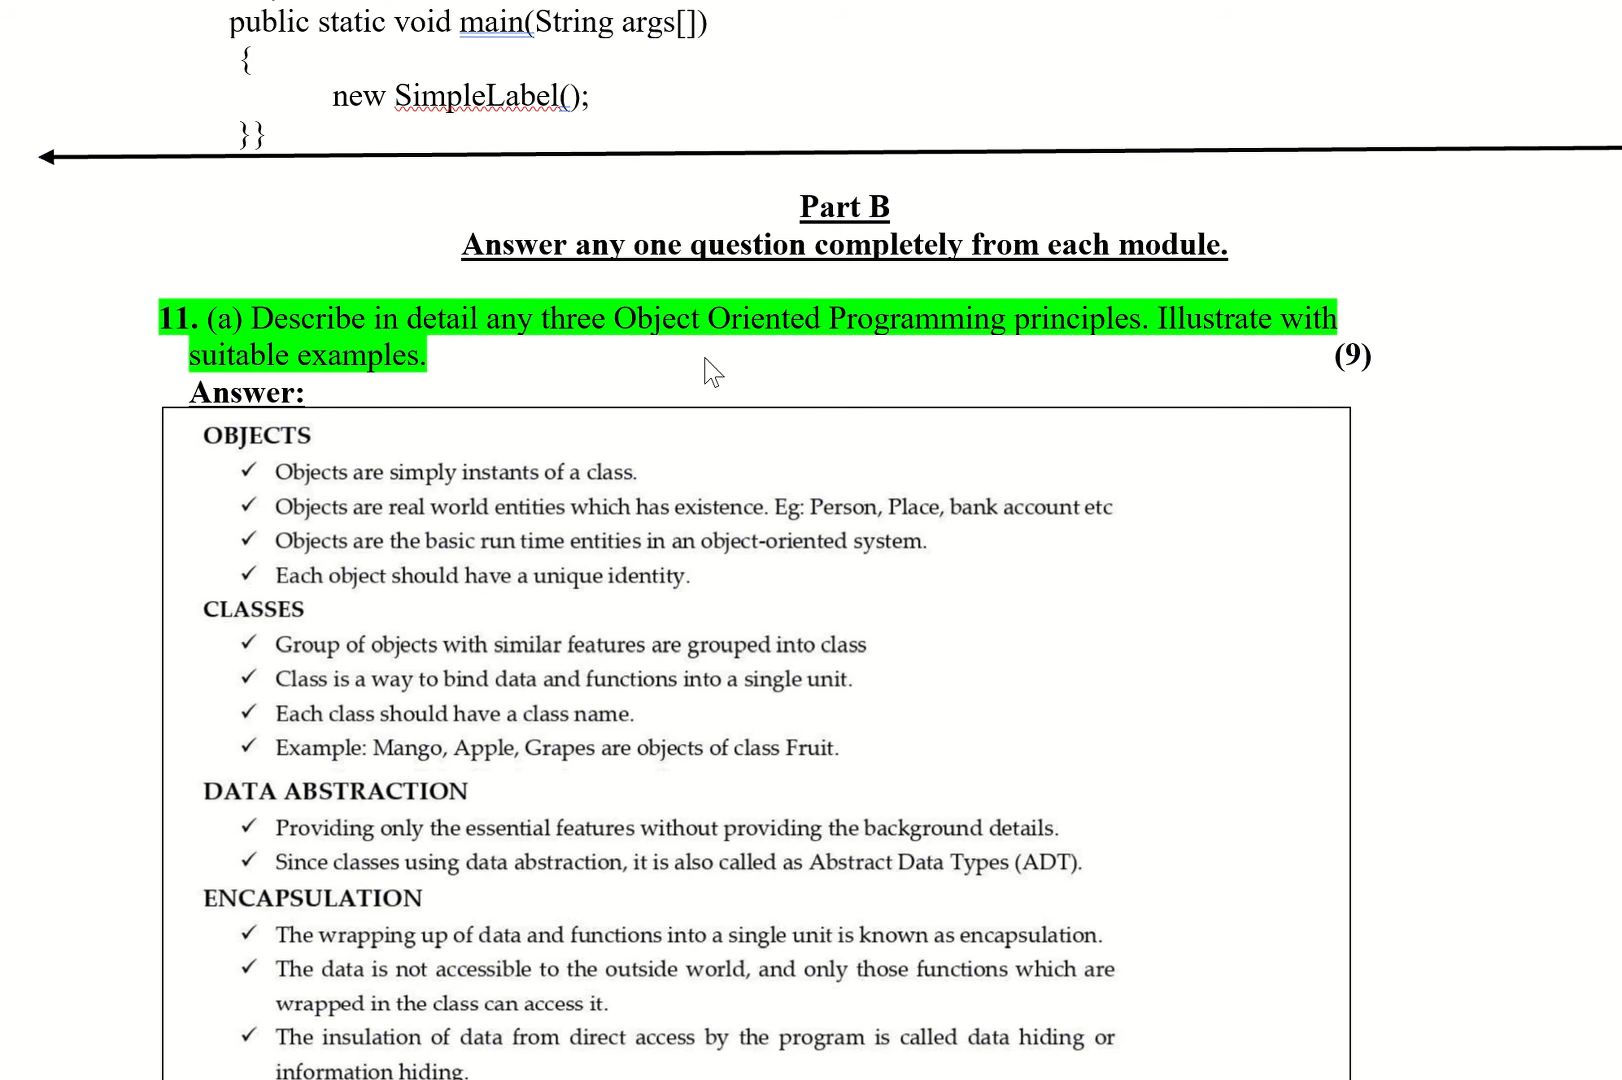 public static void main(String args[])
{
new SimpleLabel();
}}
Part B
Answer any one question completely from each module.
11. (a) Describe in detail any three Object Oriented Programming principles. Illustrate with
suitable examples. (9)
Answer:
OBJECTS
✓ Objects are simply instants of a class.
✓ Objects are real world entities which has existence. Eg: Person, Place, bank account etc
✓ Objects are the basic run time entities in an object-oriented system.
✓ Each object should have a unique identity.
CLASSES
✓ Group of objects with similar features are grouped into class
✓ Class is a way to bind data and functions into a single unit.
✓ Each class should have a class name.
✓ Example: Mango, Apple, Grapes are objects of class Fruit.
DATA ABSTRACTION
✓ Providing only the essential features without providing the background details.
✓ Since classes using data abstraction, it is also called as Abstract Data Types (ADT).
ENCAPSULATION
✓ The wrapping up of data and functions into a single unit is known as encapsulation.
✓ The data is not accessible to the outside world, and only those functions which are
wrapped in the class can access it.
✓ The insulation of data from direct access by the program is called data hiding or
information hiding.